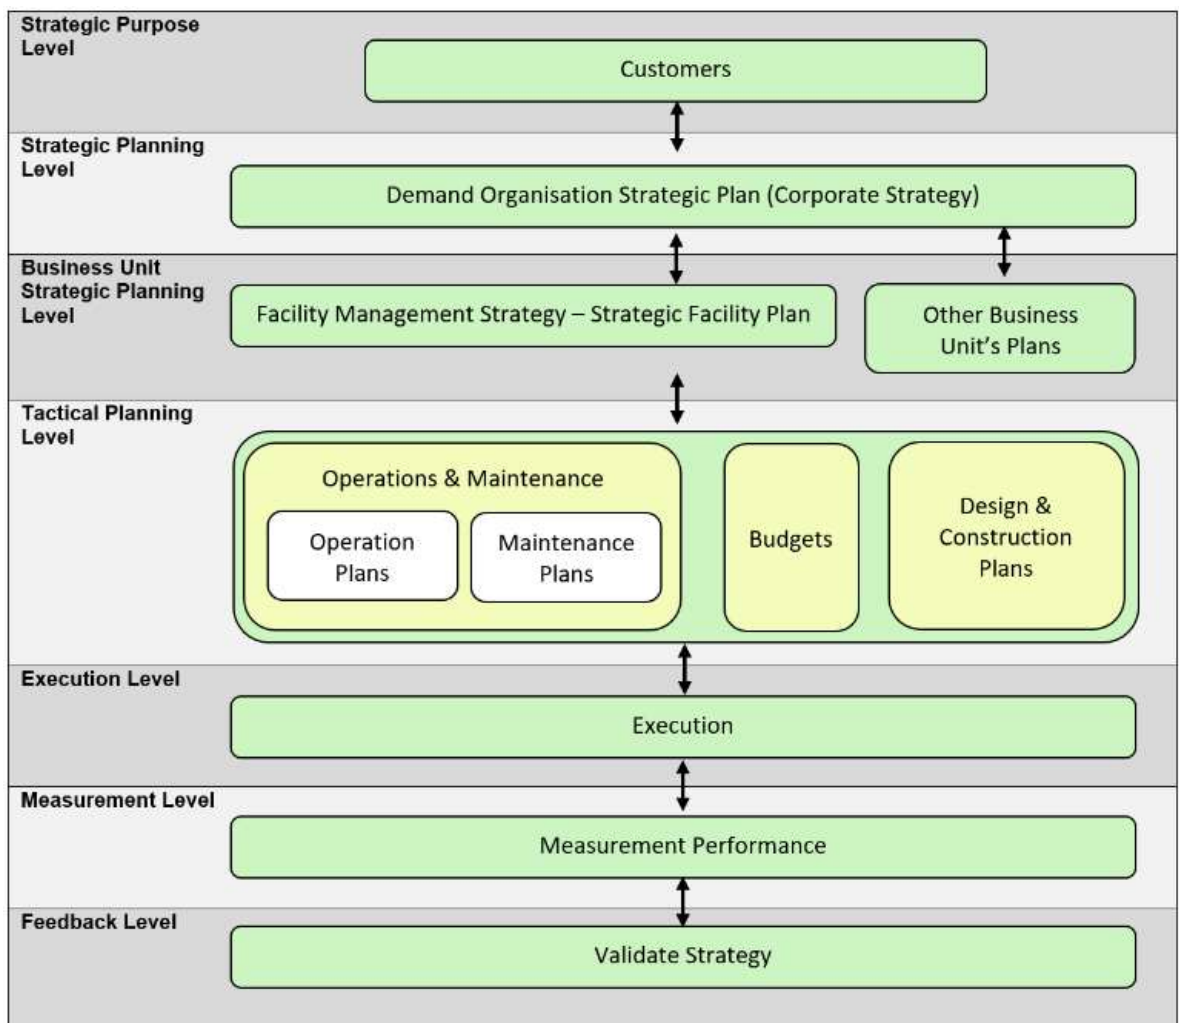 Strategic Purpose
Level
Customers
Strategic Planning
Level
Demand Organisation Strategic Plan (Corporate Strategy)
Business Unit
Strategic Planning
Level
Facility Management Strategy – Strategic Facility Plan
Other Business
Unit's Plans
Tactical Planning
Level
Operations & Maintenance
Operation
Plans
Maintenance
Plans
Budgets
Design &
Construction
Plans
Execution Level
Execution
Measurement Level
Measurement Performance
Feedback Level
Validate Strategy